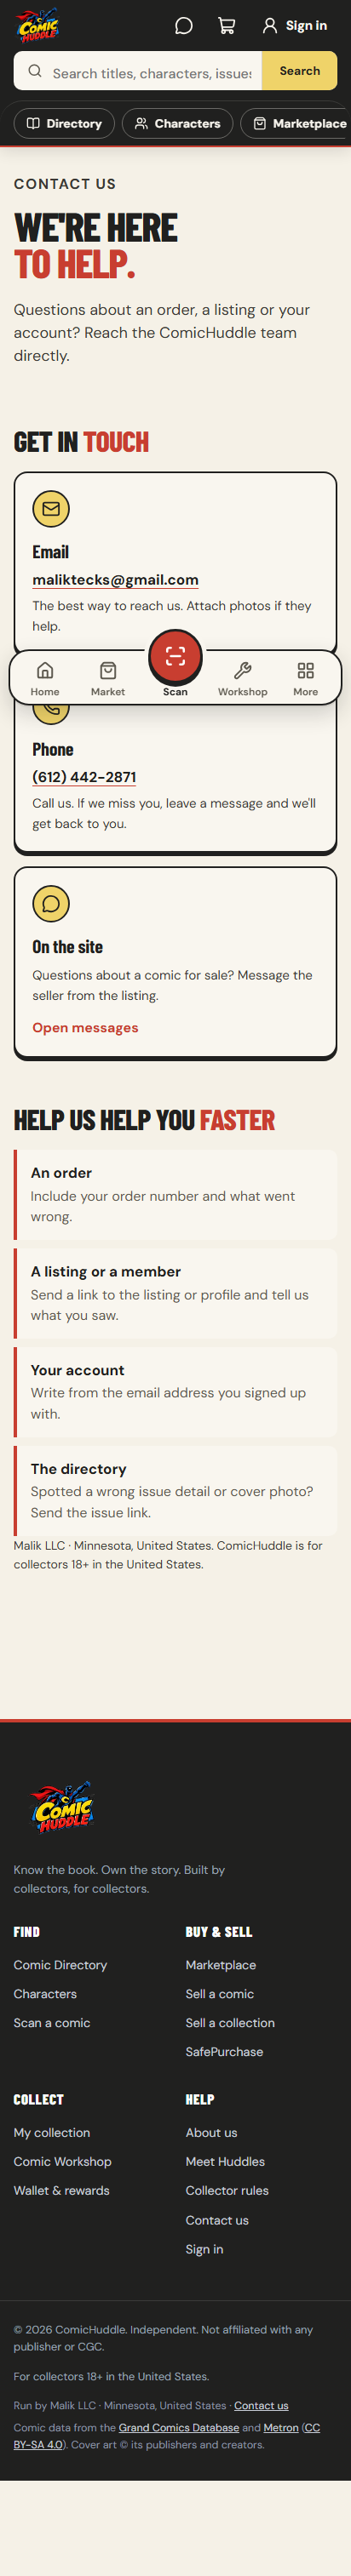 COMIC
HUDDLE
Sign in
Search titles, characters, issues
Search
Directory
Characters
Marketplace
CONTACT US
WE'RE HERE
TO HELP.
Questions about an order, a listing or your
account? Reach the ComicHuddle team
directly.
GET IN TOUCH
Email
maliktecks@gmail.com
The best way to reach us. Attach photos if they
help.
Home
Market
Scan
Workshop
More
Phone
(612) 442-2871
Call us. If we miss you, leave a message and we'll
get back to you.
On the site
Questions about a comic for sale? Message the
seller from the listing.
Open messages
HELP US HELP YOU FASTER
An order
Include your order number and what went
wrong.
A listing or a member
Send a link to the listing or profile and tell us
what you saw.
Your account
Write from the email address you signed up
with.
The directory
Spotted a wrong issue detail or cover photo?
Send the issue link.
Malik LLC · Minnesota, United States. ComicHuddle is for
collectors 18+ in the United States.
COMIC
HUDDLE
Know the book. Own the story. Built by
collectors, for collectors.
FIND
Comic Directory
Characters
Scan a comic
BUY & SELL
Marketplace
Sell a comic
Sell a collection
SafePurchase
COLLECT
My collection
Comic Workshop
Wallet & rewards
HELP
About us
Meet Huddles
Collector rules
Contact us
Sign in
© 2026 ComicHuddle. Independent. Not affiliated with any
publisher or CGC.
For collectors 18+ in the United States.
Run by Malik LLC · Minnesota, United States · Contact us
Comic data from the Grand Comics Database and Metron (CC
BY-SA 4.0). Cover art © its publishers and creators.